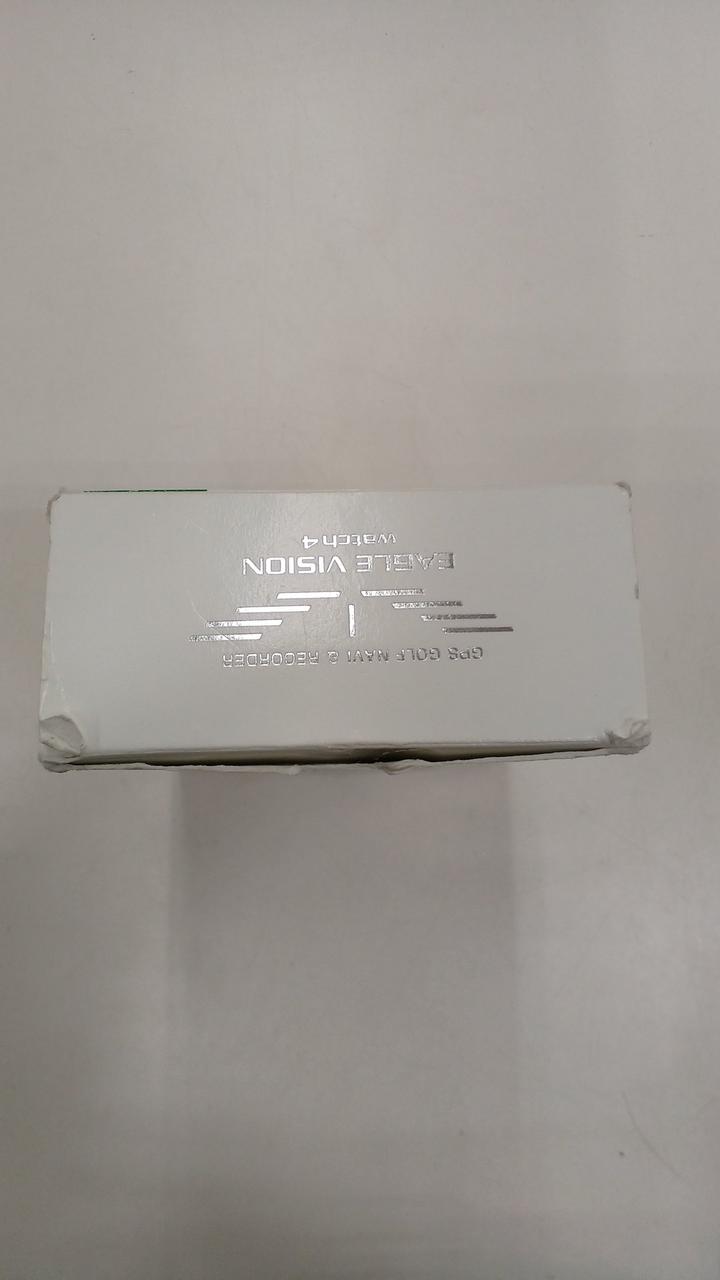 GPS GOLF NAVI & RECORDER
EAGLE VISION
watch 4